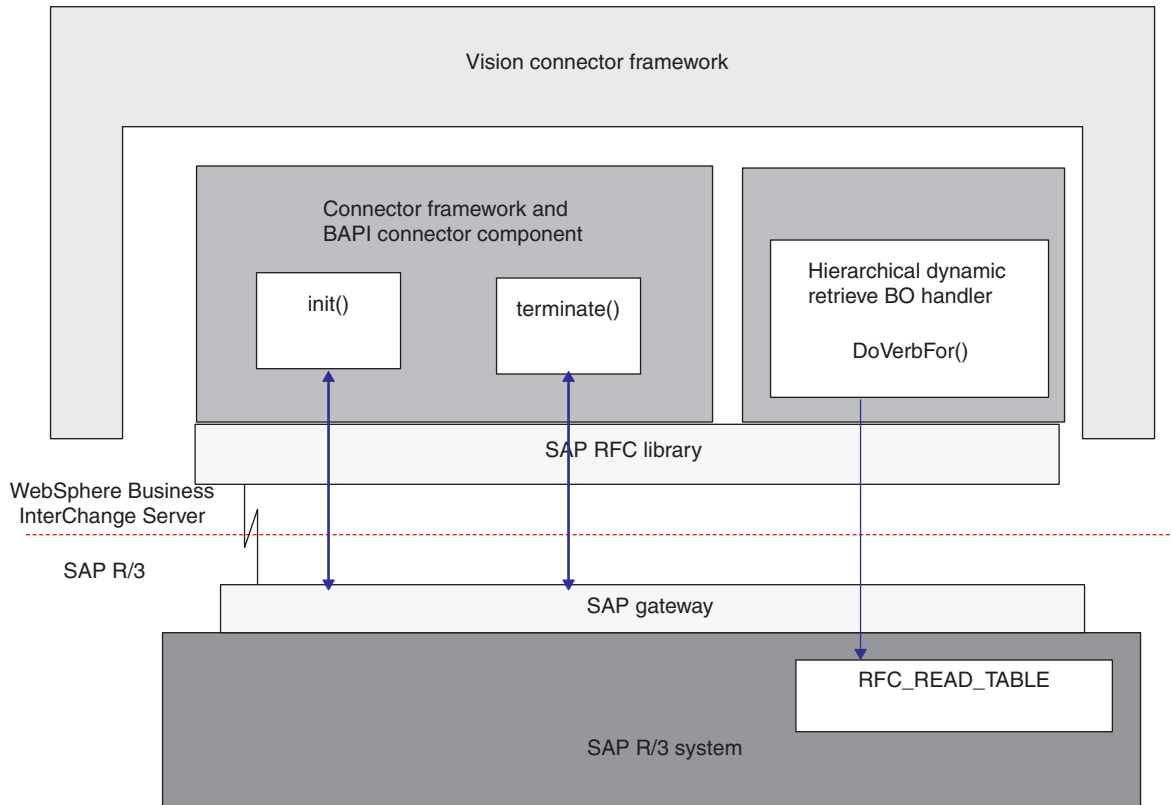 Vision connector framework
Connector framework and
BAPI connector component
init()
terminate()
Hierarchical dynamic
retrieve BO handler
DoVerbFor()
SAP RFC library
WebSphere Business
InterChange Server
SAP R/3
SAP gateway
RFC_READ_TABLE
SAP R/3 system